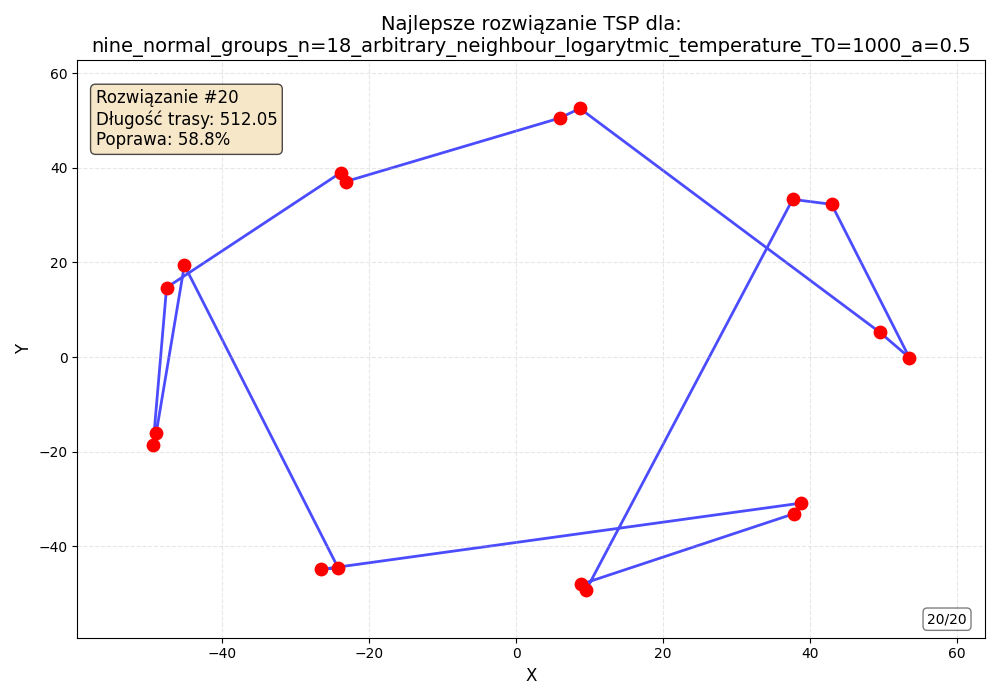 Najlepsze rozwiązanie TSP dla:
nine_normal_groups_n=18_arbitrary_neighbour_logarytmic_temperature_T0=1000_a=0.5
Rozwiązanie #20
Długość trasy: 512.05
Poprawa: 58.8%
60
40
20
0
−20
−40
Y
20/20
−40
−20
0
20
40
60
X